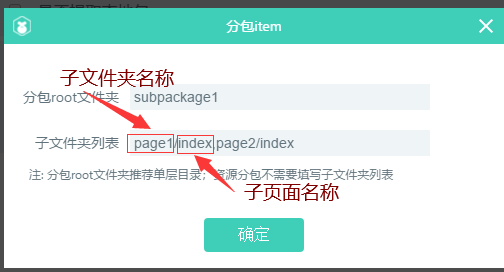 分包item
子文件夹名称
分包root文件夹 subpackage1
子文件夹列表 page1/index,page2/index
注: 分包root文件夹推荐单层目录；资源分包不需要填写子文件夹列表
子页面名称
确定